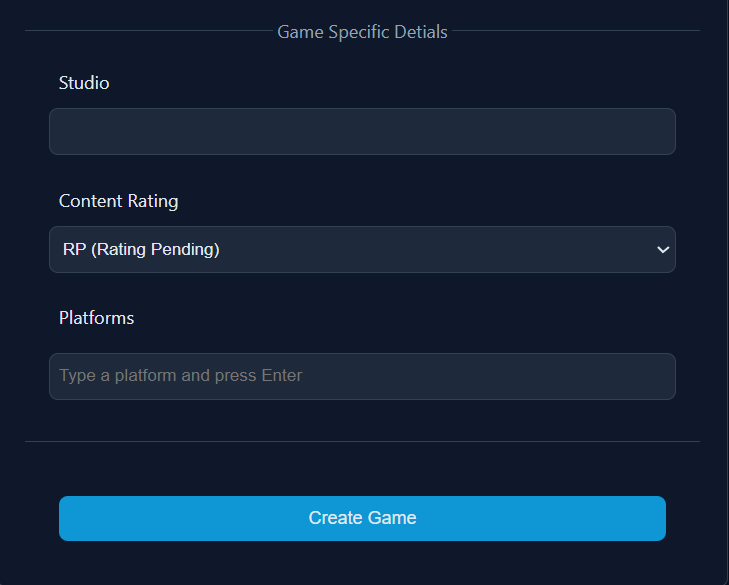 Game Specific Detials
Studio
Content Rating
RP (Rating Pending)
Platforms
Type a platform and press Enter
Create Game